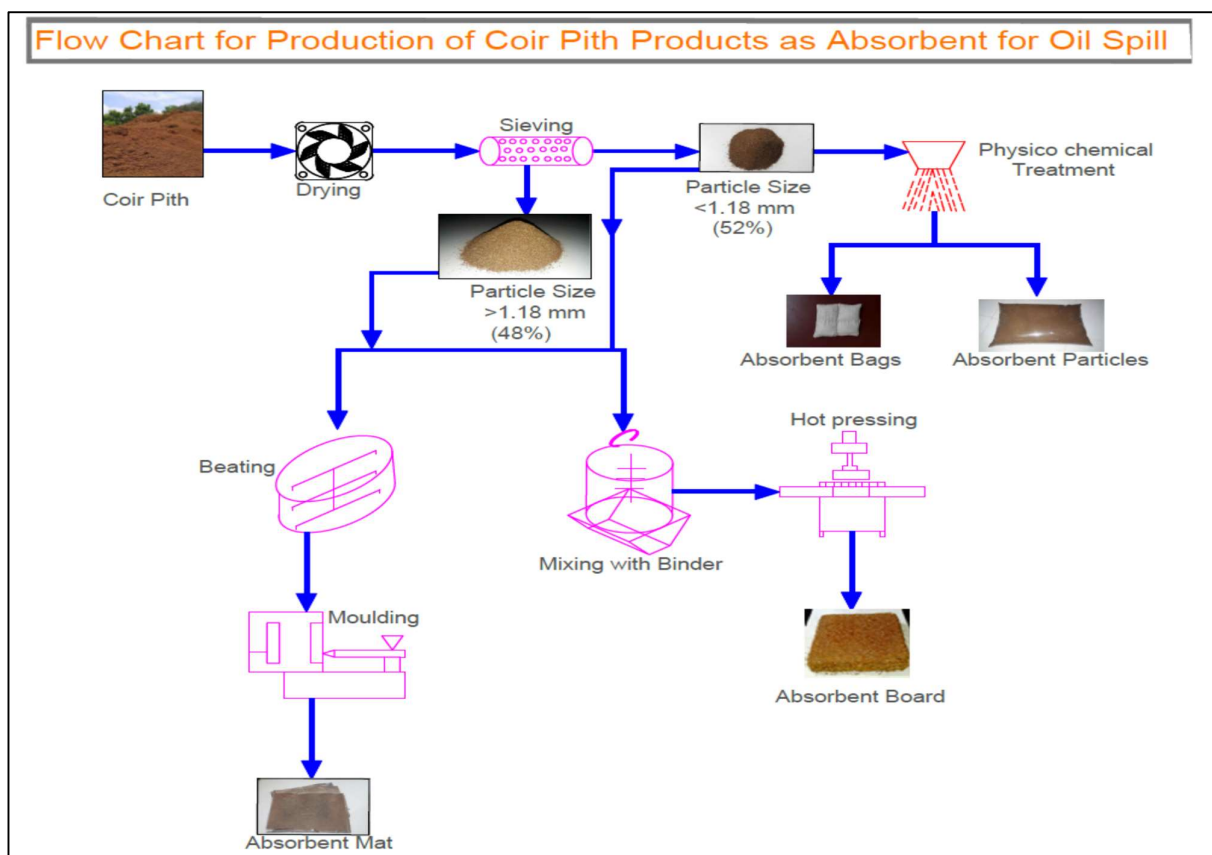 Flow Chart for Production of Coir Pith Products as Absorbent for Oil Spill
Coir Pith
Drying
Sieving
Particle Size
<1.18 mm
(52%)
Physico chemical
Treatment
Particle Size
>1.18 mm
(48%)
Absorbent Bags
Absorbent Particles
Beating
Mixing with Binder
Hot pressing
Moulding
Absorbent Board
Absorbent Mat